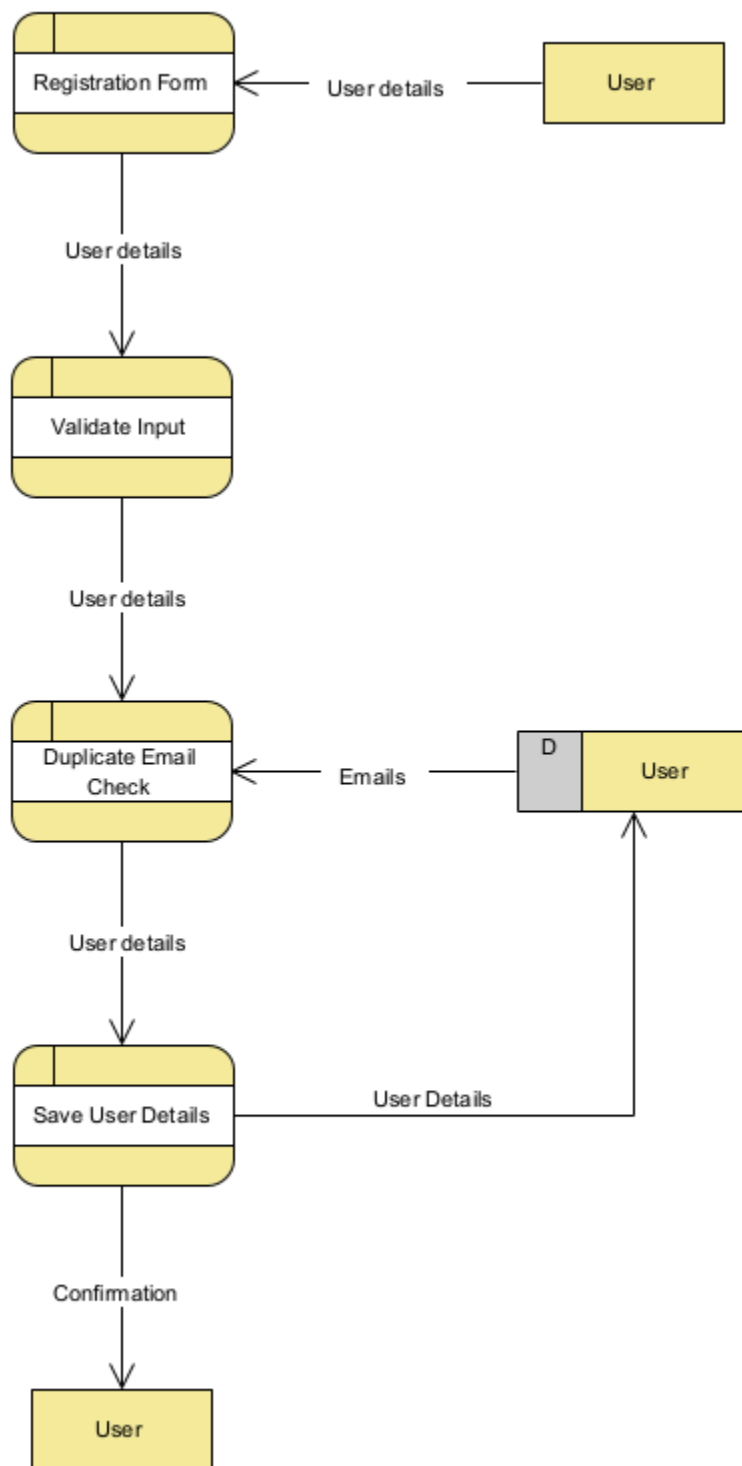 Registration Form
User details
User
User details
Validate Input
User details
Duplicate Email
Check
Emails
D
User
User details
Save User Details
User Details
Confirmation
User